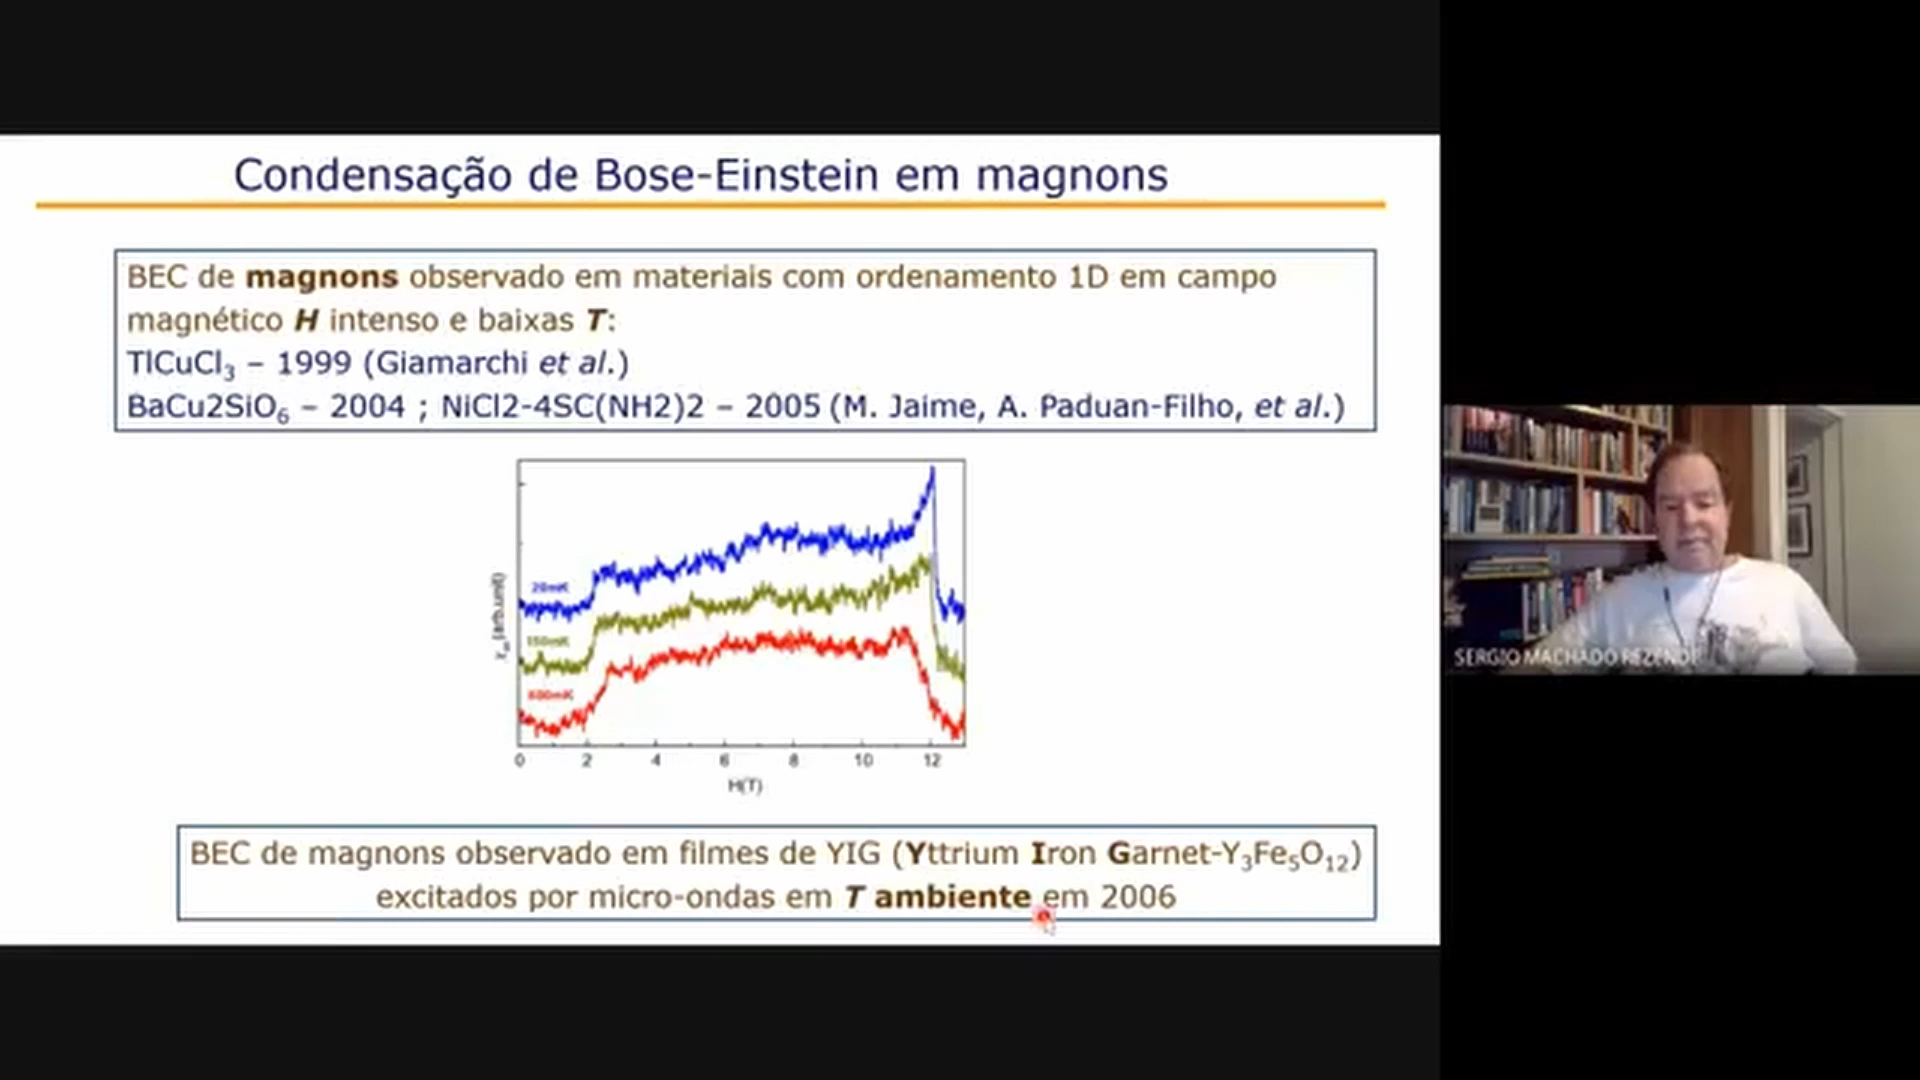 Condensação de Bose-Einstein em magnons
BEC de magnons observado em materiais com ordenamento 1D em campo
magnético H intenso e baixas T:
TlCuCl₃ – 1999 (Giamarchi et al.)
BaCu2SiO₆ – 2004 ; NiCl2-4SC(NH2)2 – 2005 (M. Jaime, A. Paduan-Filho, et al.)
20mK
150mK
600mK
(arb.unit)
0 2 4 6 8 10 12
H(T)
BEC de magnons observado em filmes de YIG (Yttrium Iron Garnet-Y₃Fe₅O₁₂)
excitados por micro-ondas em T ambiente em 2006
SERGIO MACHADO REZENDE